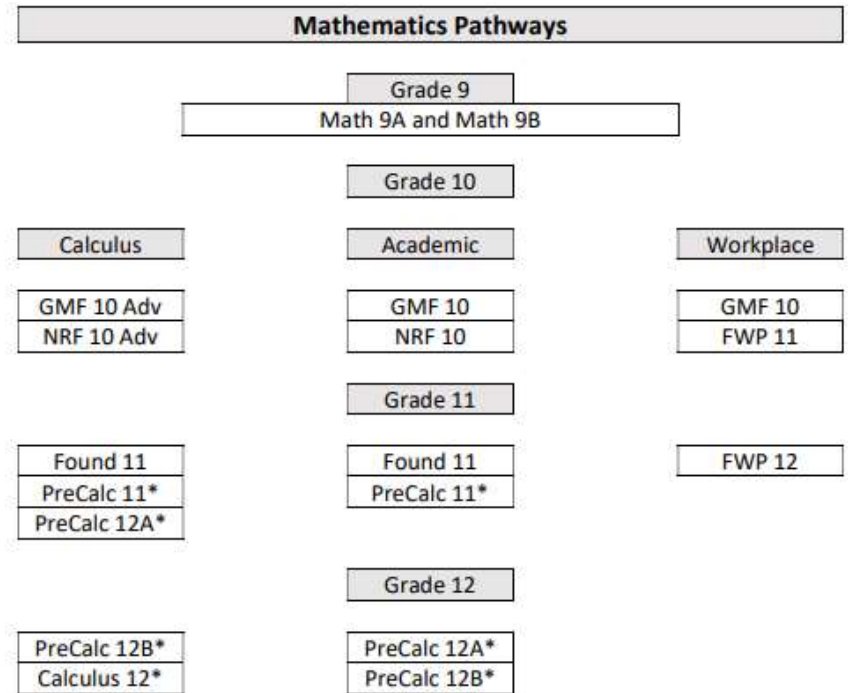 Mathematics Pathways
Grade 9
Math 9A and Math 9B
Grade 10
Calculus Academic Workplace
GMF 10 Adv GMF 10 GMF 10
NRF 10 Adv NRF 10 FWP 11
Grade 11
Found 11 Found 11 FWP 12
PreCalc 11* PreCalc 11*
PreCalc 12A*
Grade 12
PreCalc 12B* PreCalc 12A*
Calculus 12* PreCalc 12B*